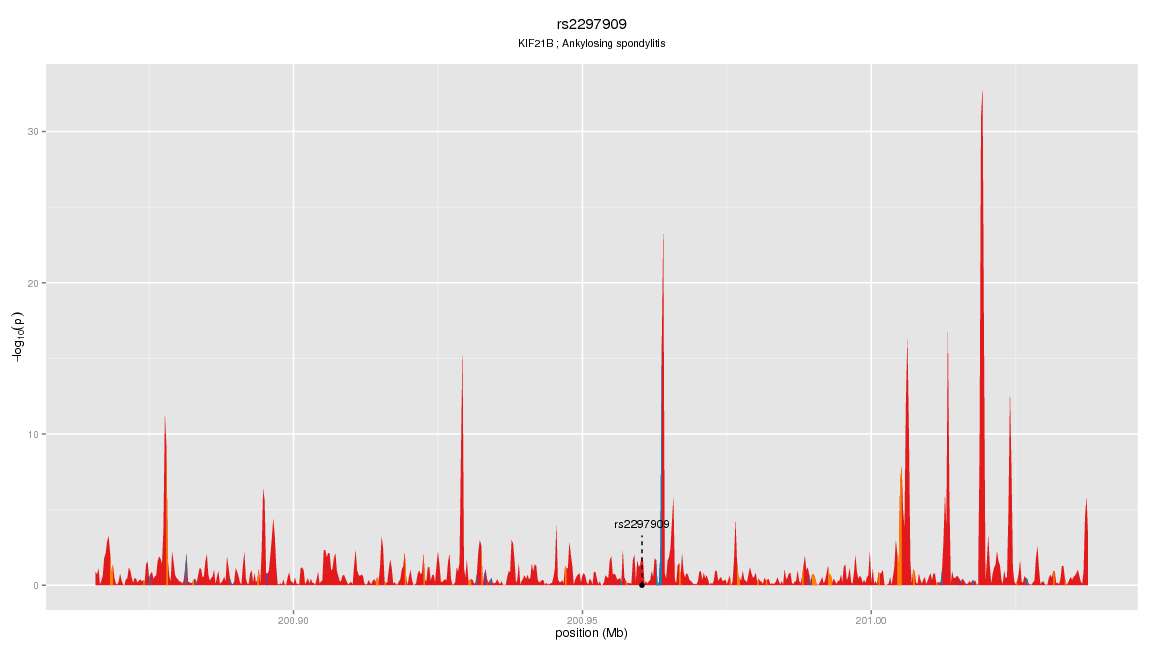 rs2297909
KIF21B ; Ankylosing spondylitis
30
20
10
0
−log10(p)
rs2297909
200.90
200.95
201.00
position (Mb)